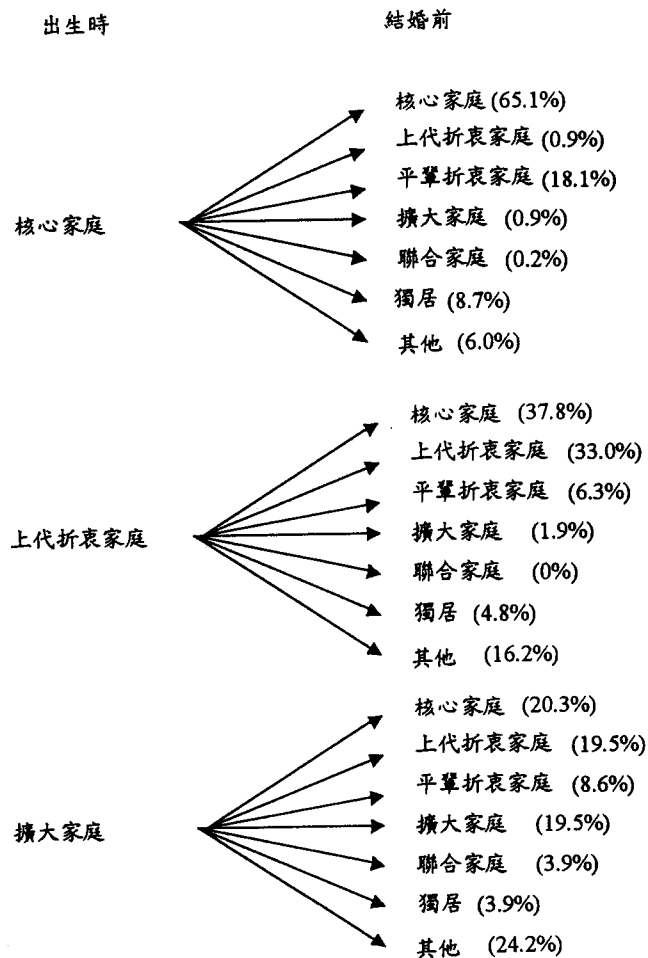 出生時 結婚前
核心家庭 (65.1%)
上代折衷家庭 (0.9%)
平輩折衷家庭 (18.1%)
核心家庭
擴大家庭 (0.9%)
聯合家庭 (0.2%)
獨居 (8.7%)
其他 (6.0%)
核心家庭 (37.8%)
上代折衷家庭 (33.0%)
平輩折衷家庭 (6.3%)
上代折衷家庭
擴大家庭 (1.9%)
聯合家庭 (0%)
獨居 (4.8%)
其他 (16.2%)
核心家庭 (20.3%)
上代折衷家庭 (19.5%)
平輩折衷家庭 (8.6%)
擴大家庭
擴大家庭 (19.5%)
聯合家庭 (3.9%)
獨居 (3.9%)
其他 (24.2%)